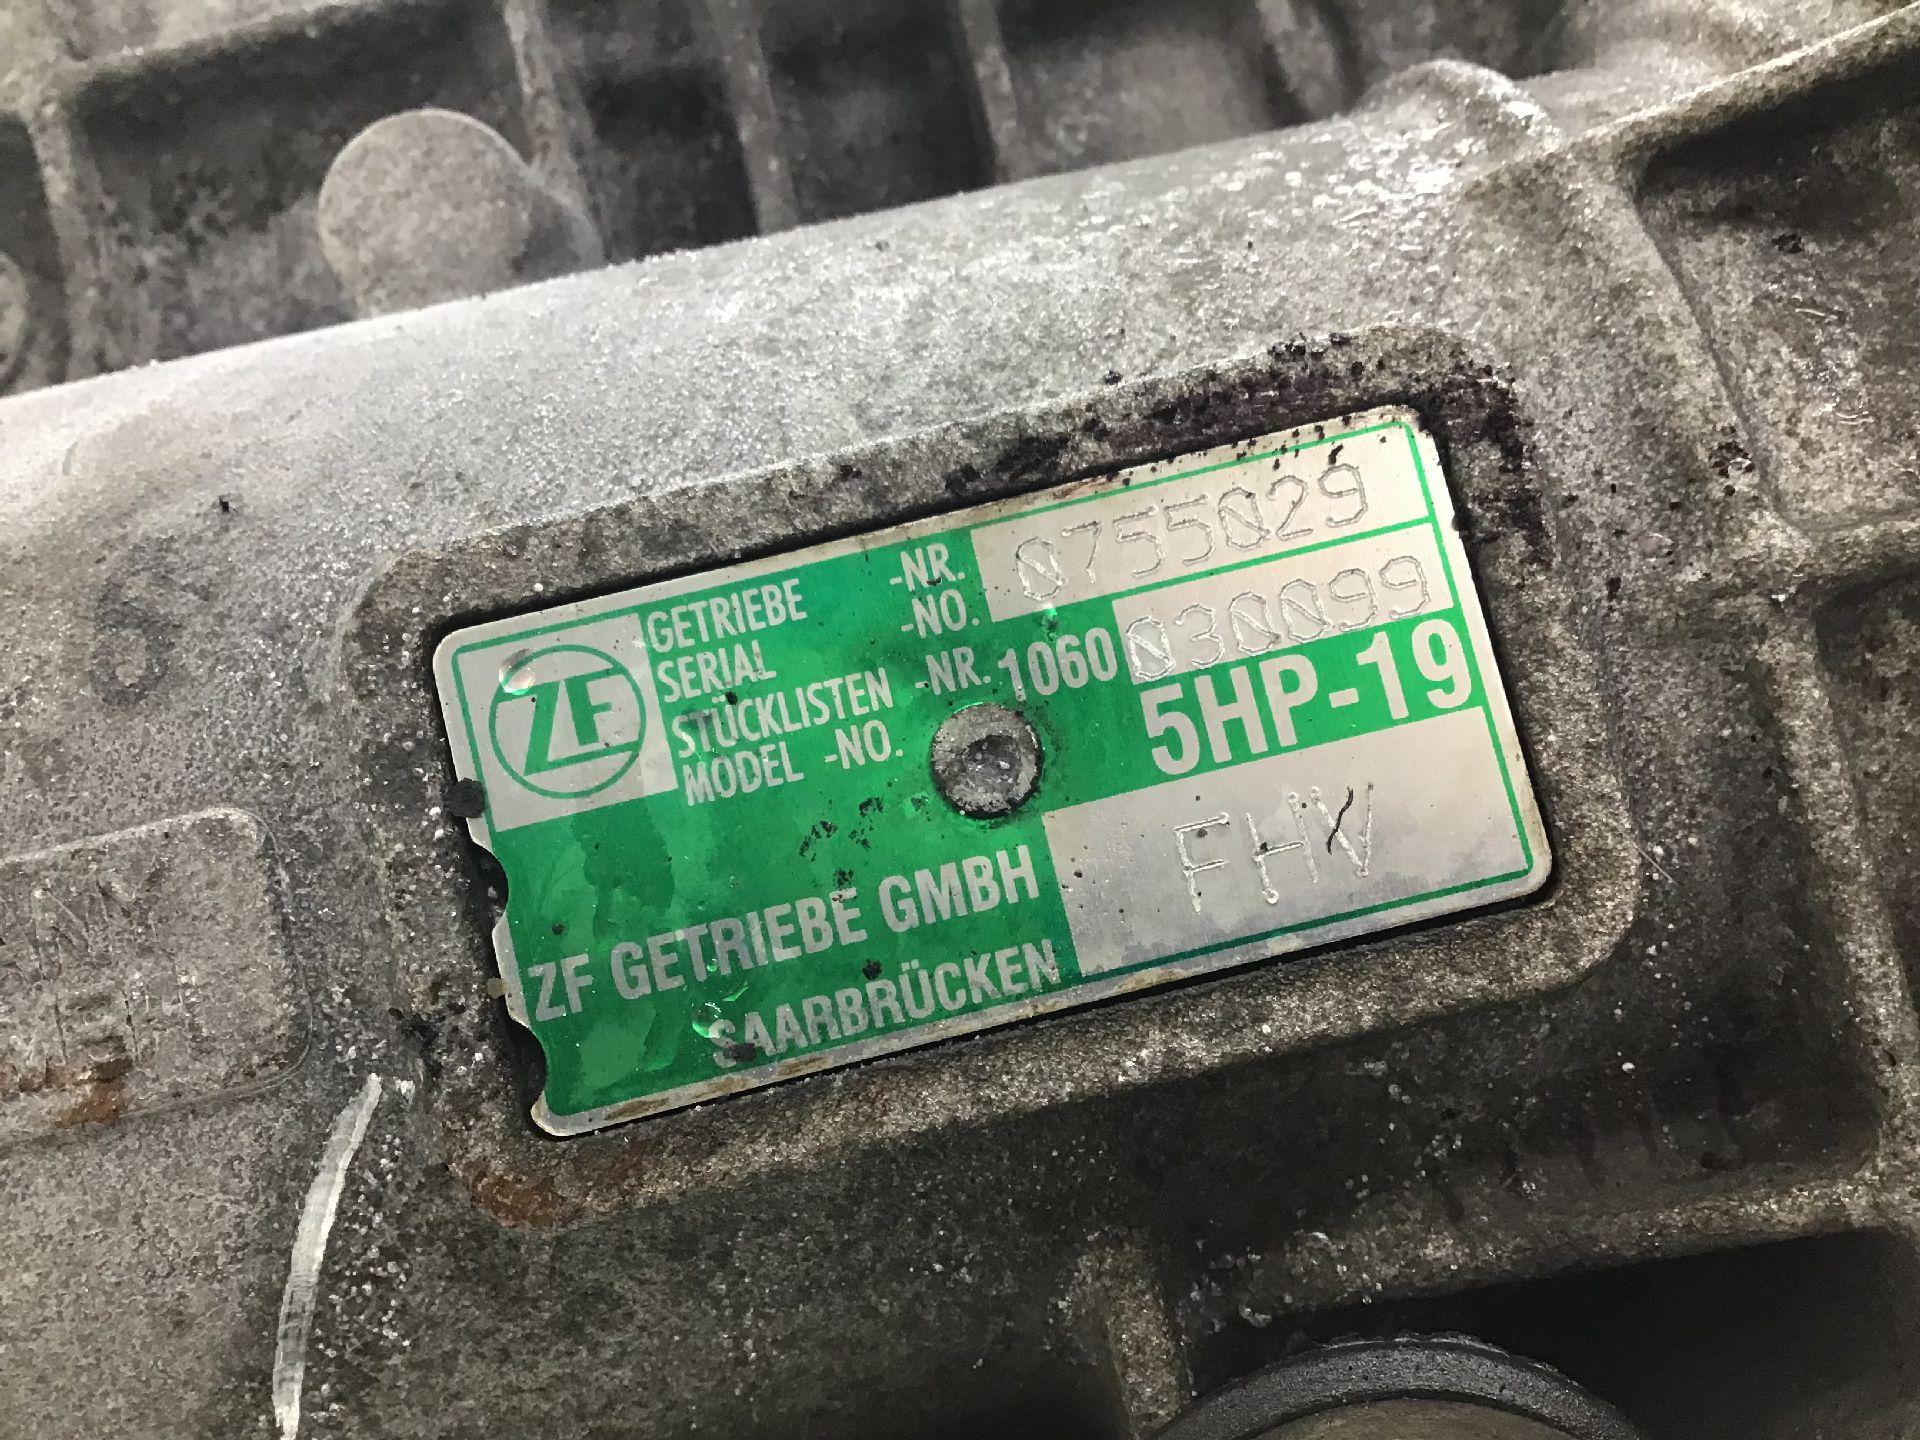 ZF
GETRIEBE -NR. 0755029
SERIAL -NO.
STÜCKLISTEN -NR. 1060 030099
MODEL -NO.
5HP-19
FHV
ZF GETRIEBE GMBH
SAARBRÜCKEN